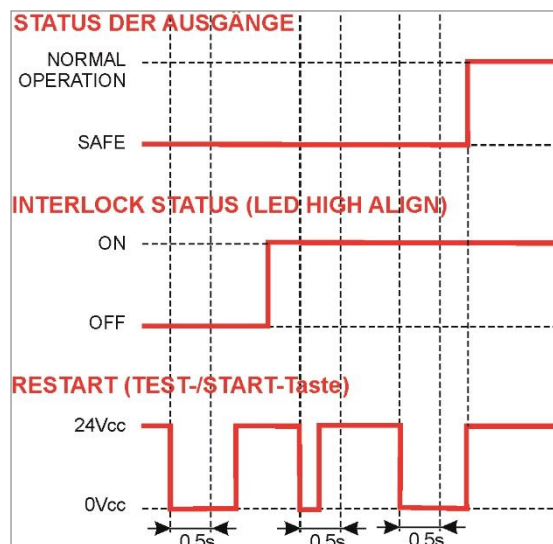 STATUS DER AUSGÄNGE
NORMAL
OPERATION
SAFE
INTERLOCK STATUS (LED HIGH ALIGN)
ON
OFF
RESTART (TEST-/START-Taste)
24Vcc
0Vcc
0.5s 0.5s 0.5s